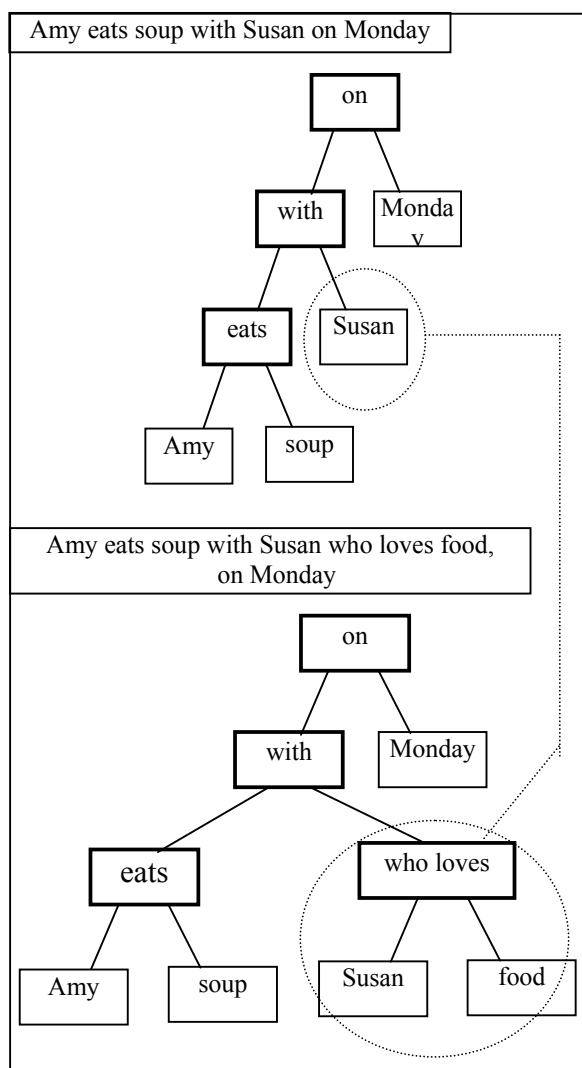 Amy eats soup with Susan on Monday
on
with
Monda
y
eats
Susan
Amy
soup
Amy eats soup with Susan who loves food,
on Monday
on
with
Monday
eats
who loves
Amy
soup
Susan
food